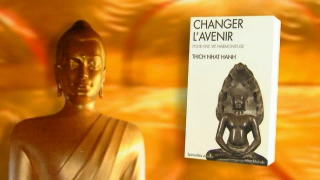 CHANGER
L'AVENIR
POUR UNE VIE HARMONIEUSE
THICH NHAT HANH